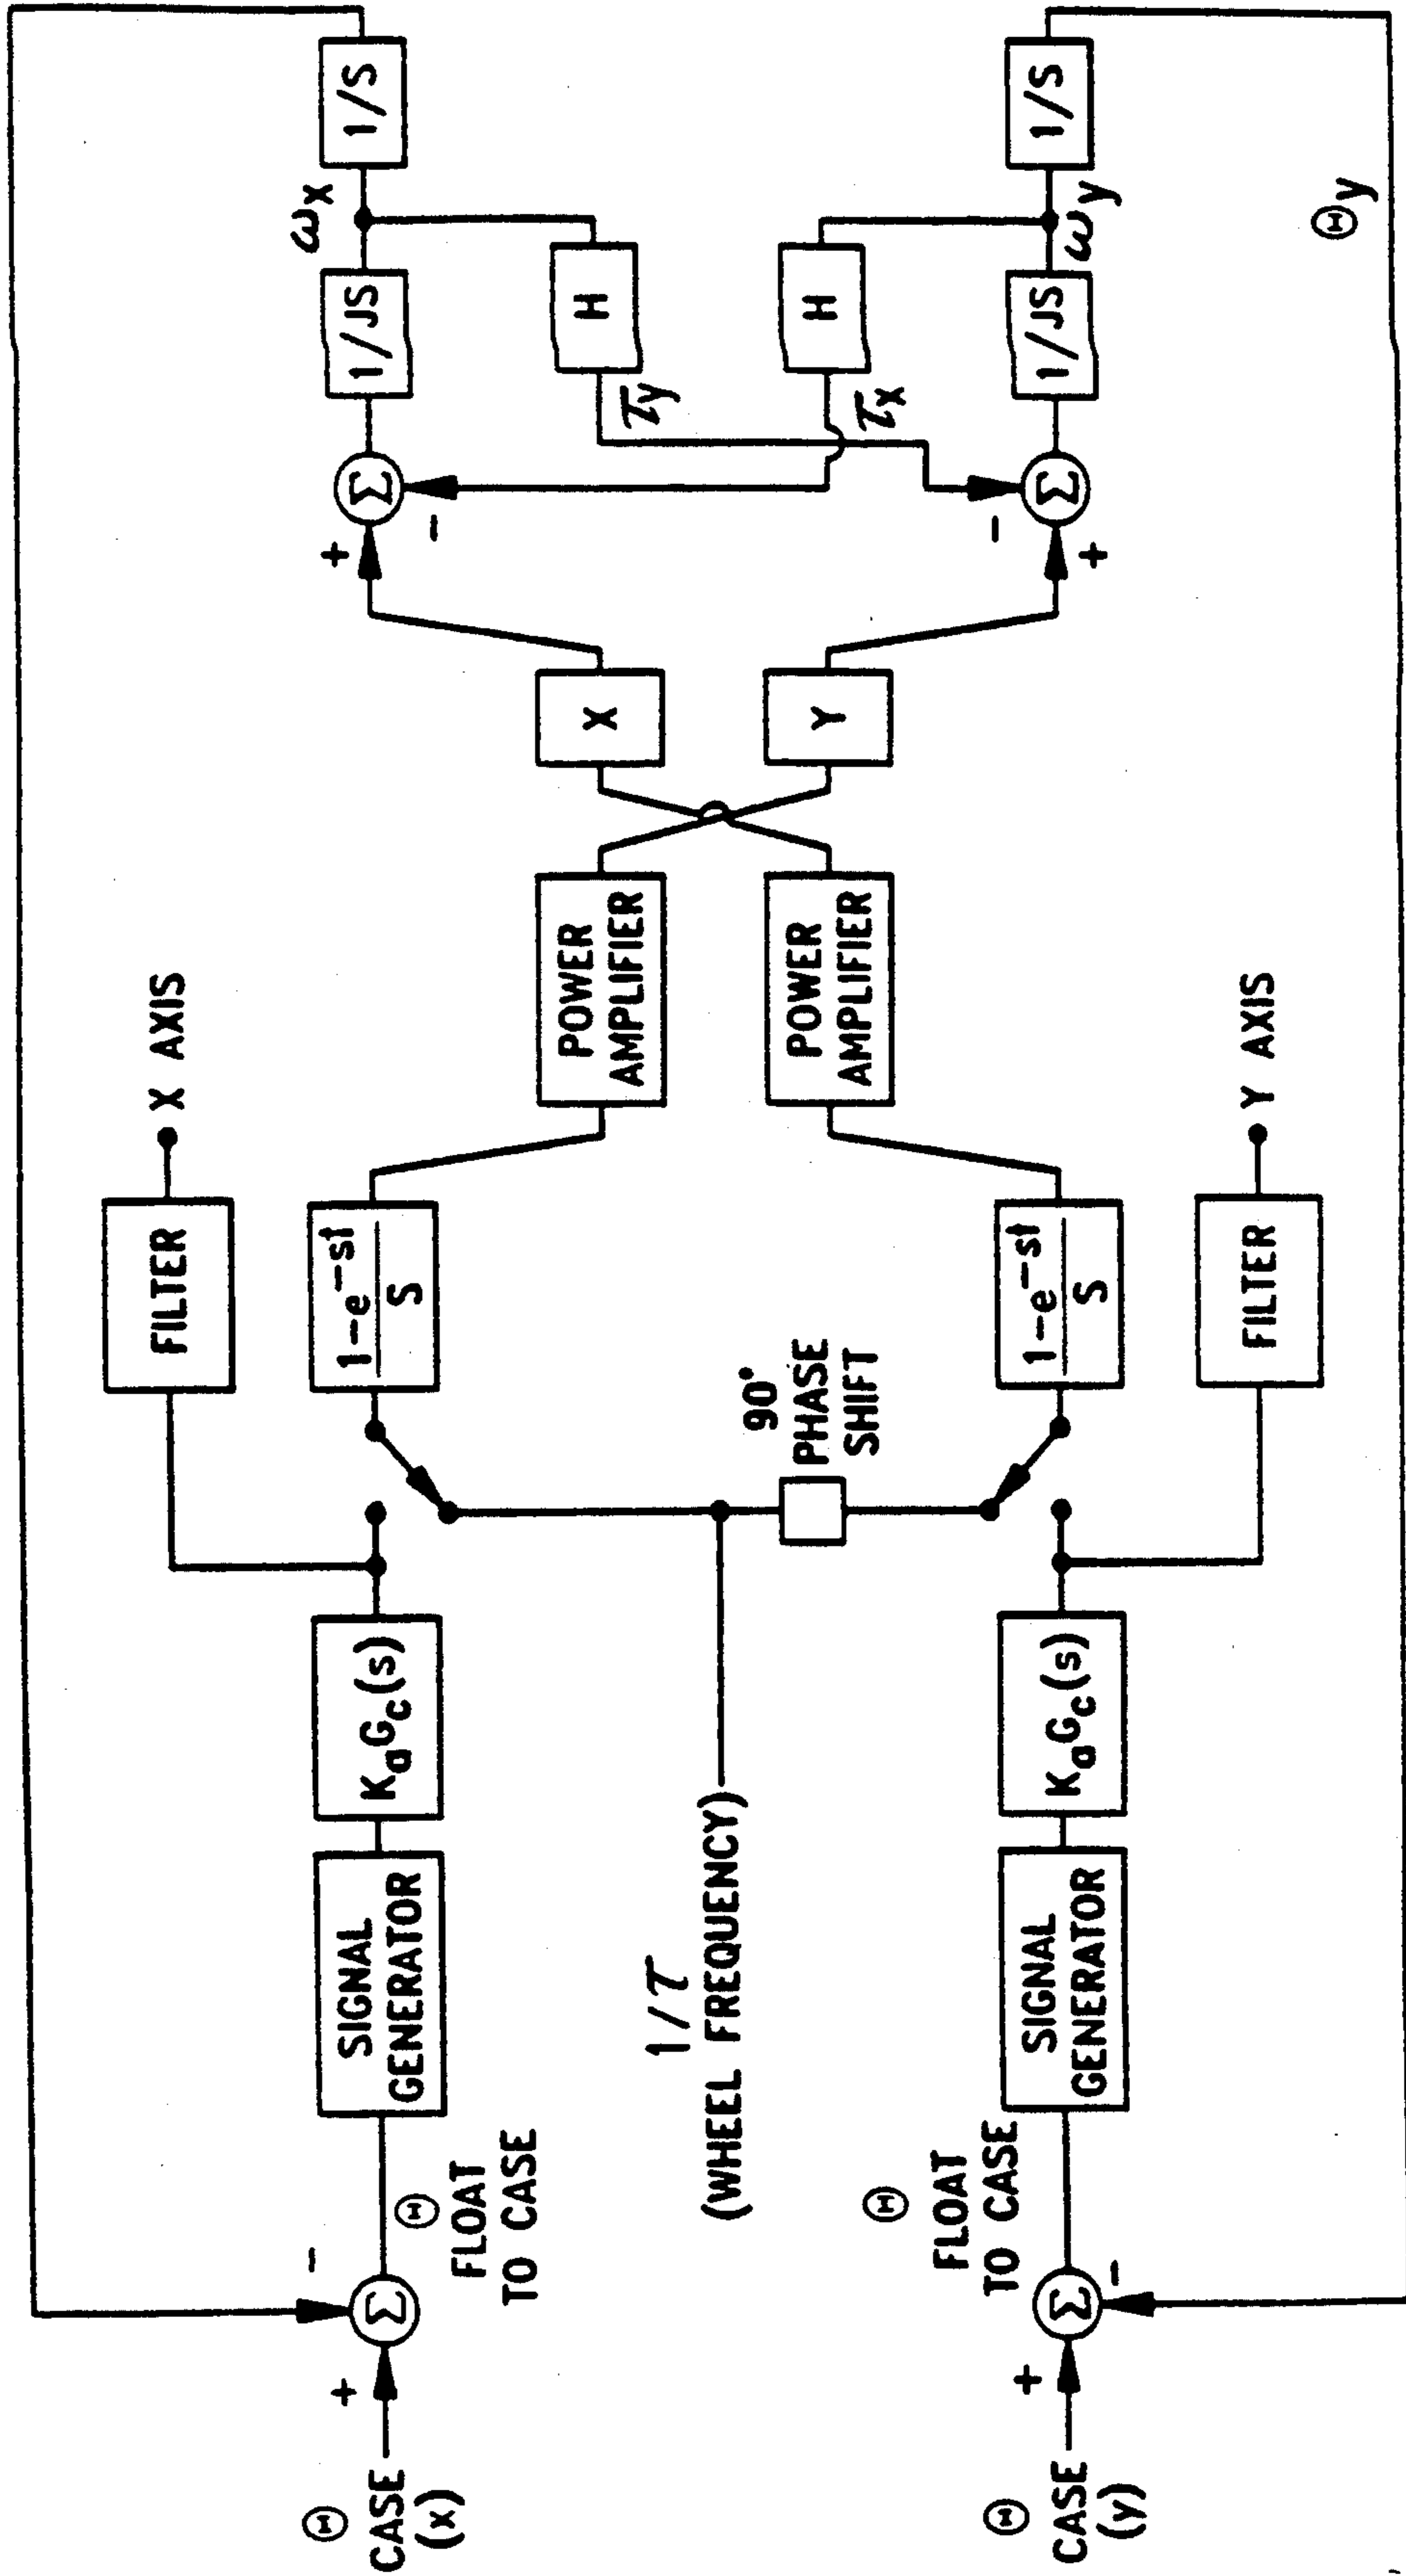 Θ
CASE
(x)
+
-
Σ
Θ
FLOAT
TO CASE
SIGNAL
GENERATOR
KaGc(s)
FILTER
X AXIS
1-e^-st
S
POWER
AMPLIFIER
X
+
-
Σ
1/JS
ωx
1/S
H
τy
1/τ
(WHEEL FREQUENCY)
90°
PHASE
SHIFT
Θ
CASE
(y)
+
-
Σ
Θ
FLOAT
TO CASE
SIGNAL
GENERATOR
KaGc(s)
FILTER
Y AXIS
1-e^-st
S
POWER
AMPLIFIER
Y
-
+
Σ
H
τx
1/JS
ωy
1/S
Θy